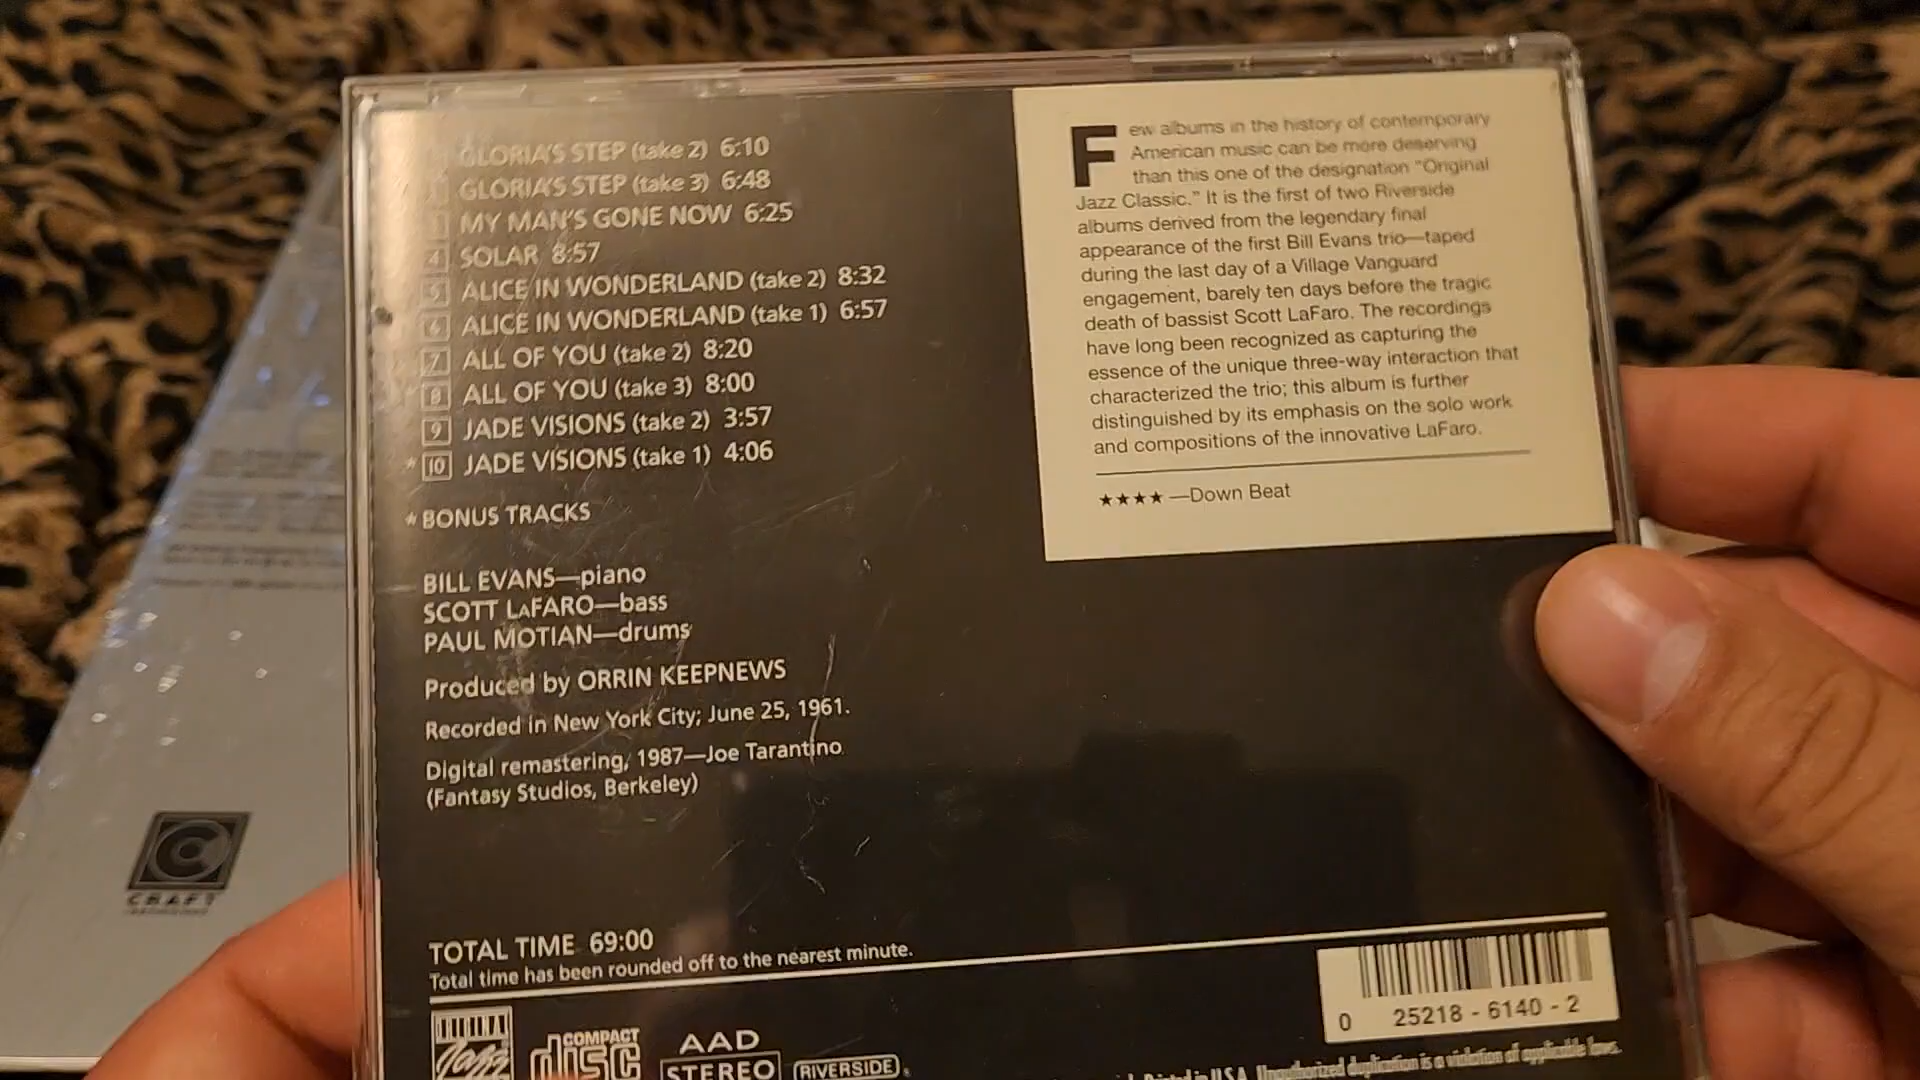 GLORIA'S STEP (take 2) 6:10
GLORIA'S STEP (take 3) 6:48
MY MAN'S GONE NOW 6:25
4 SOLAR 8:57
5 ALICE IN WONDERLAND (take 2) 8:32
6 ALICE IN WONDERLAND (take 1) 6:57
7 ALL OF YOU (take 2) 8:20
* 8 ALL OF YOU (take 3) 8:00
9 JADE VISIONS (take 2) 3:57
* 10 JADE VISIONS (take 1) 4:06
* BONUS TRACKS
BILL EVANS—piano
SCOTT LAFARO—bass
PAUL MOTIAN—drums
Produced by ORRIN KEEPNEWS
Recorded in New York City; June 25, 1961.
Digital remastering, 1987—Joe Tarantino
(Fantasy Studios, Berkeley)
Few albums in the history of contemporary
American music can be more deserving
than this one of the designation "Original
Jazz Classic." It is the first of two Riverside
albums derived from the legendary final
appearance of the first Bill Evans trio—taped
during the last day of a Village Vanguard
engagement, barely ten days before the tragic
death of bassist Scott LaFaro. The recordings
have long been recognized as capturing the
essence of the unique three-way interaction that
characterized the trio; this album is further
distinguished by its emphasis on the solo work
and compositions of the innovative LaFaro.
★★★★—Down Beat
TOTAL TIME 69:00
Total time has been rounded off to the nearest minute.
ORIGINAL
Jazz
COMPACT
disc
AAD
STEREO
RIVERSIDE
0 25218 - 6140 - 2
Printed in U.S.A. Unauthorized duplication is a violation of applicable laws.
C
CRAFT